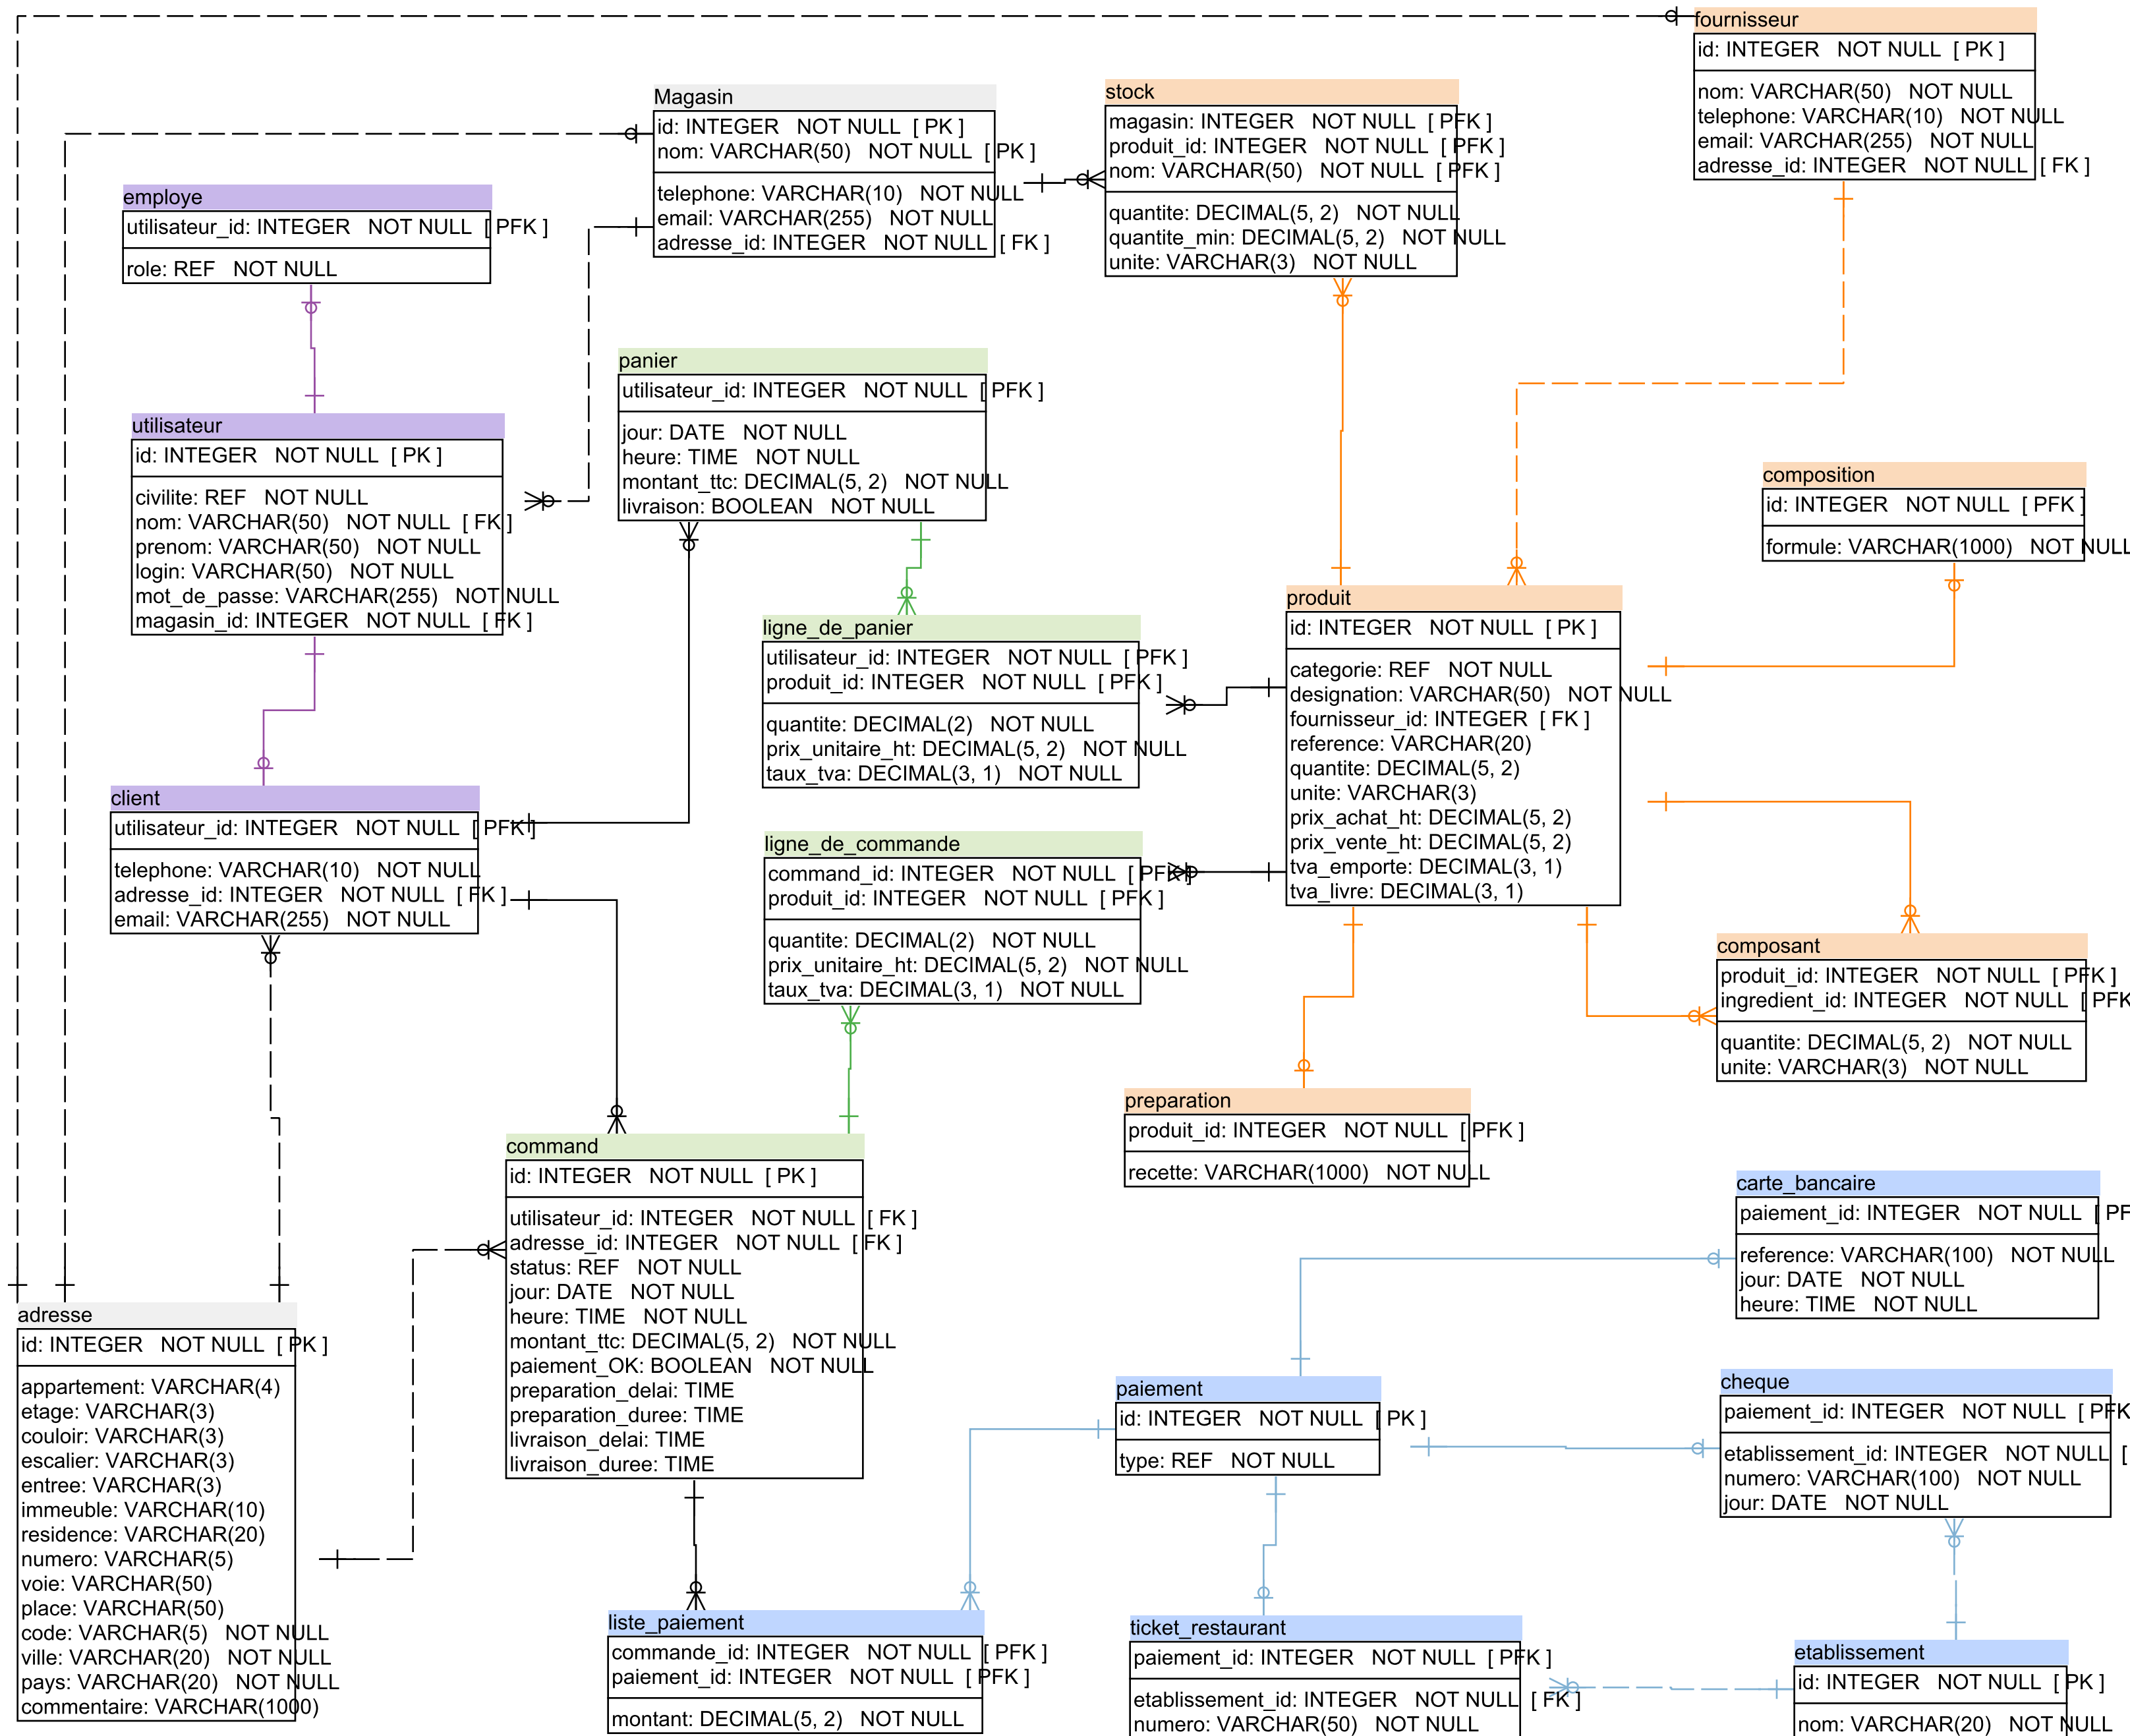 fournisseur
id: INTEGER   NOT NULL  [ PK ]
nom: VARCHAR(50)   NOT NULL
telephone: VARCHAR(10)   NOT NULL
email: VARCHAR(255)   NOT NULL
adresse_id: INTEGER   NOT NULL  [ FK ]
Magasin
id: INTEGER   NOT NULL  [ PK ]
nom: VARCHAR(50)   NOT NULL  [ PK ]
telephone: VARCHAR(10)   NOT NULL
email: VARCHAR(255)   NOT NULL
adresse_id: INTEGER   NOT NULL  [ FK ]
stock
magasin: INTEGER   NOT NULL  [ PFK ]
produit_id: INTEGER   NOT NULL  [ PFK ]
nom: VARCHAR(50)   NOT NULL  [ PFK ]
quantite: DECIMAL(5, 2)   NOT NULL
quantite_min: DECIMAL(5, 2)   NOT NULL
unite: VARCHAR(3)   NOT NULL
employe
utilisateur_id: INTEGER   NOT NULL  [ PFK ]
role: REF   NOT NULL
panier
utilisateur_id: INTEGER   NOT NULL  [ PFK ]
jour: DATE   NOT NULL
heure: TIME   NOT NULL
montant_ttc: DECIMAL(5, 2)   NOT NULL
livraison: BOOLEAN   NOT NULL
utilisateur
id: INTEGER   NOT NULL  [ PK ]
civilite: REF   NOT NULL
nom: VARCHAR(50)   NOT NULL  [ FK ]
prenom: VARCHAR(50)   NOT NULL
login: VARCHAR(50)   NOT NULL
mot_de_passe: VARCHAR(255)   NOT NULL
magasin_id: INTEGER   NOT NULL  [ FK ]
composition
id: INTEGER   NOT NULL  [ PFK ]
formule: VARCHAR(1000)   NOT NULL
produit
id: INTEGER   NOT NULL  [ PK ]
categorie: REF   NOT NULL
designation: VARCHAR(50)   NOT NULL
fournisseur_id: INTEGER  [ FK ]
reference: VARCHAR(20)
quantite: DECIMAL(5, 2)
unite: VARCHAR(3)
prix_achat_ht: DECIMAL(5, 2)
prix_vente_ht: DECIMAL(5, 2)
tva_emporte: DECIMAL(3, 1)
tva_livre: DECIMAL(3, 1)
ligne_de_panier
utilisateur_id: INTEGER   NOT NULL  [ PFK ]
produit_id: INTEGER   NOT NULL  [ PFK ]
quantite: DECIMAL(2)   NOT NULL
prix_unitaire_ht: DECIMAL(5, 2)   NOT NULL
taux_tva: DECIMAL(3, 1)   NOT NULL
client
utilisateur_id: INTEGER   NOT NULL  [ PFK ]
telephone: VARCHAR(10)   NOT NULL
adresse_id: INTEGER   NOT NULL  [ FK ]
email: VARCHAR(255)   NOT NULL
ligne_de_commande
command_id: INTEGER   NOT NULL  [ PFK ]
produit_id: INTEGER   NOT NULL  [ PFK ]
quantite: DECIMAL(2)   NOT NULL
prix_unitaire_ht: DECIMAL(5, 2)   NOT NULL
taux_tva: DECIMAL(3, 1)   NOT NULL
composant
produit_id: INTEGER   NOT NULL  [ PFK ]
ingredient_id: INTEGER   NOT NULL  [ PFK
quantite: DECIMAL(5, 2)   NOT NULL
unite: VARCHAR(3)   NOT NULL
preparation
produit_id: INTEGER   NOT NULL  [ PFK ]
recette: VARCHAR(1000)   NOT NULL
command
id: INTEGER   NOT NULL  [ PK ]
utilisateur_id: INTEGER   NOT NULL  [ FK ]
adresse_id: INTEGER   NOT NULL  [ FK ]
status: REF   NOT NULL
jour: DATE   NOT NULL
heure: TIME   NOT NULL
montant_ttc: DECIMAL(5, 2)   NOT NULL
paiement_OK: BOOLEAN   NOT NULL
preparation_delai: TIME
preparation_duree: TIME
livraison_delai: TIME
livraison_duree: TIME
carte_bancaire
paiement_id: INTEGER   NOT NULL  [ PF
reference: VARCHAR(100)   NOT NULL
jour: DATE   NOT NULL
heure: TIME   NOT NULL
adresse
id: INTEGER   NOT NULL  [ PK ]
appartement: VARCHAR(4)
etage: VARCHAR(3)
couloir: VARCHAR(3)
escalier: VARCHAR(3)
entree: VARCHAR(3)
immeuble: VARCHAR(10)
residence: VARCHAR(20)
numero: VARCHAR(5)
voie: VARCHAR(50)
place: VARCHAR(50)
code: VARCHAR(5)   NOT NULL
ville: VARCHAR(20)   NOT NULL
pays: VARCHAR(20)   NOT NULL
commentaire: VARCHAR(1000)
paiement
id: INTEGER   NOT NULL  [ PK ]
type: REF   NOT NULL
cheque
paiement_id: INTEGER   NOT NULL  [ PFK
etablissement_id: INTEGER   NOT NULL  [
numero: VARCHAR(100)   NOT NULL
jour: DATE   NOT NULL
liste_paiement
commande_id: INTEGER   NOT NULL  [ PFK ]
paiement_id: INTEGER   NOT NULL  [ PFK ]
montant: DECIMAL(5, 2)   NOT NULL
ticket_restaurant
paiement_id: INTEGER   NOT NULL  [ PFK ]
etablissement_id: INTEGER   NOT NULL  [ FK ]
numero: VARCHAR(50)   NOT NULL
etablissement
id: INTEGER   NOT NULL  [ PK ]
nom: VARCHAR(20)   NOT NULL